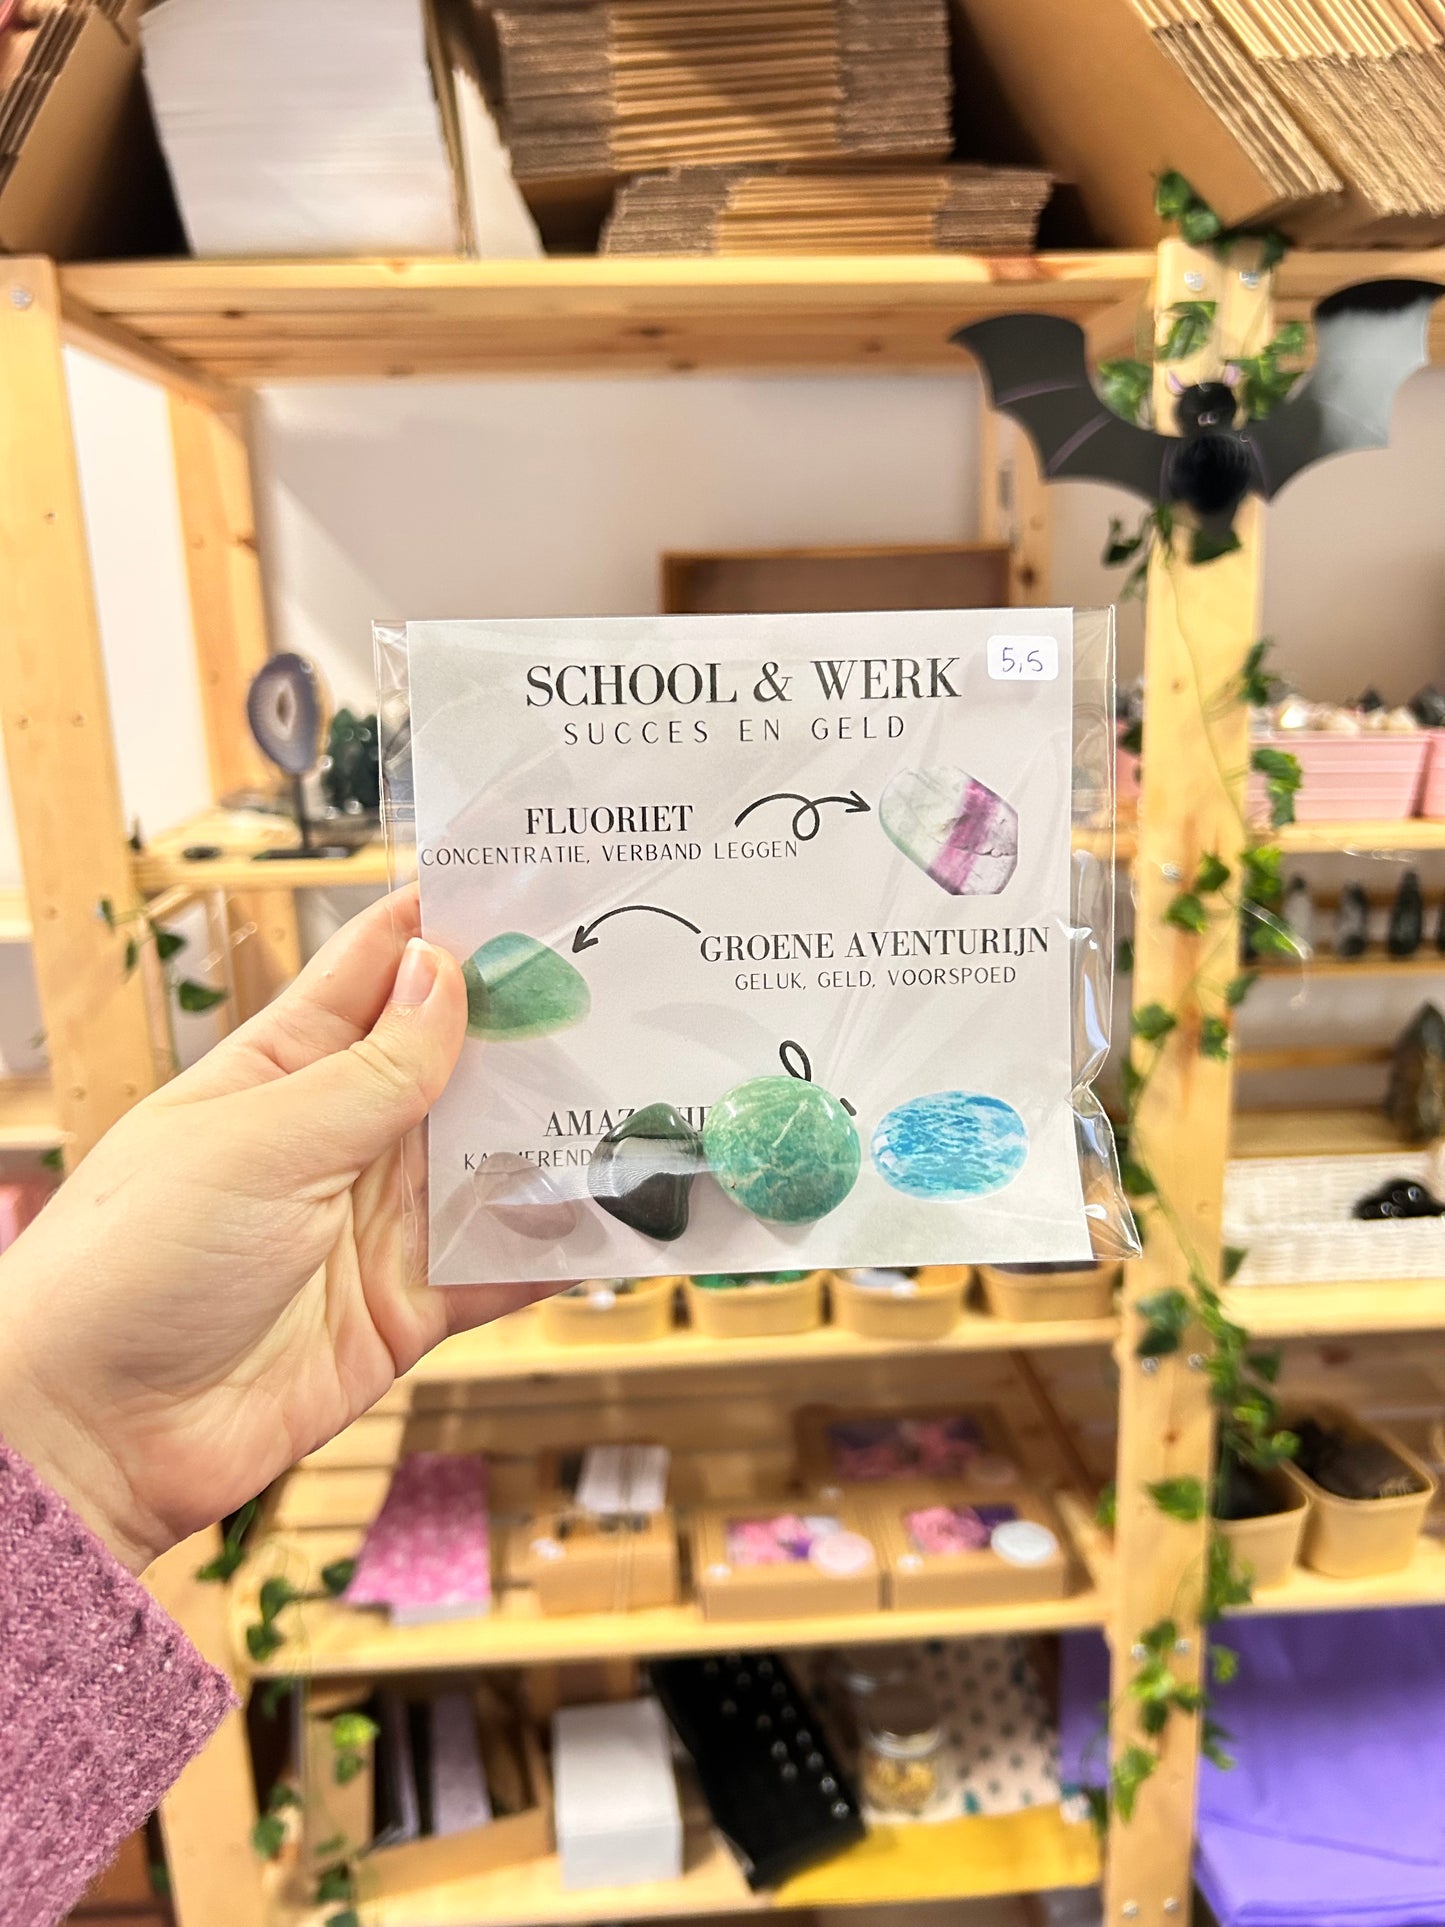 SCHOOL & WERK
5,5
SUCCES EN GELD
FLUORIET
CONCENTRATIE, VERBAND LEGGEN
GROENE AVENTURIJN
GELUK, GELD, VOORSPOED